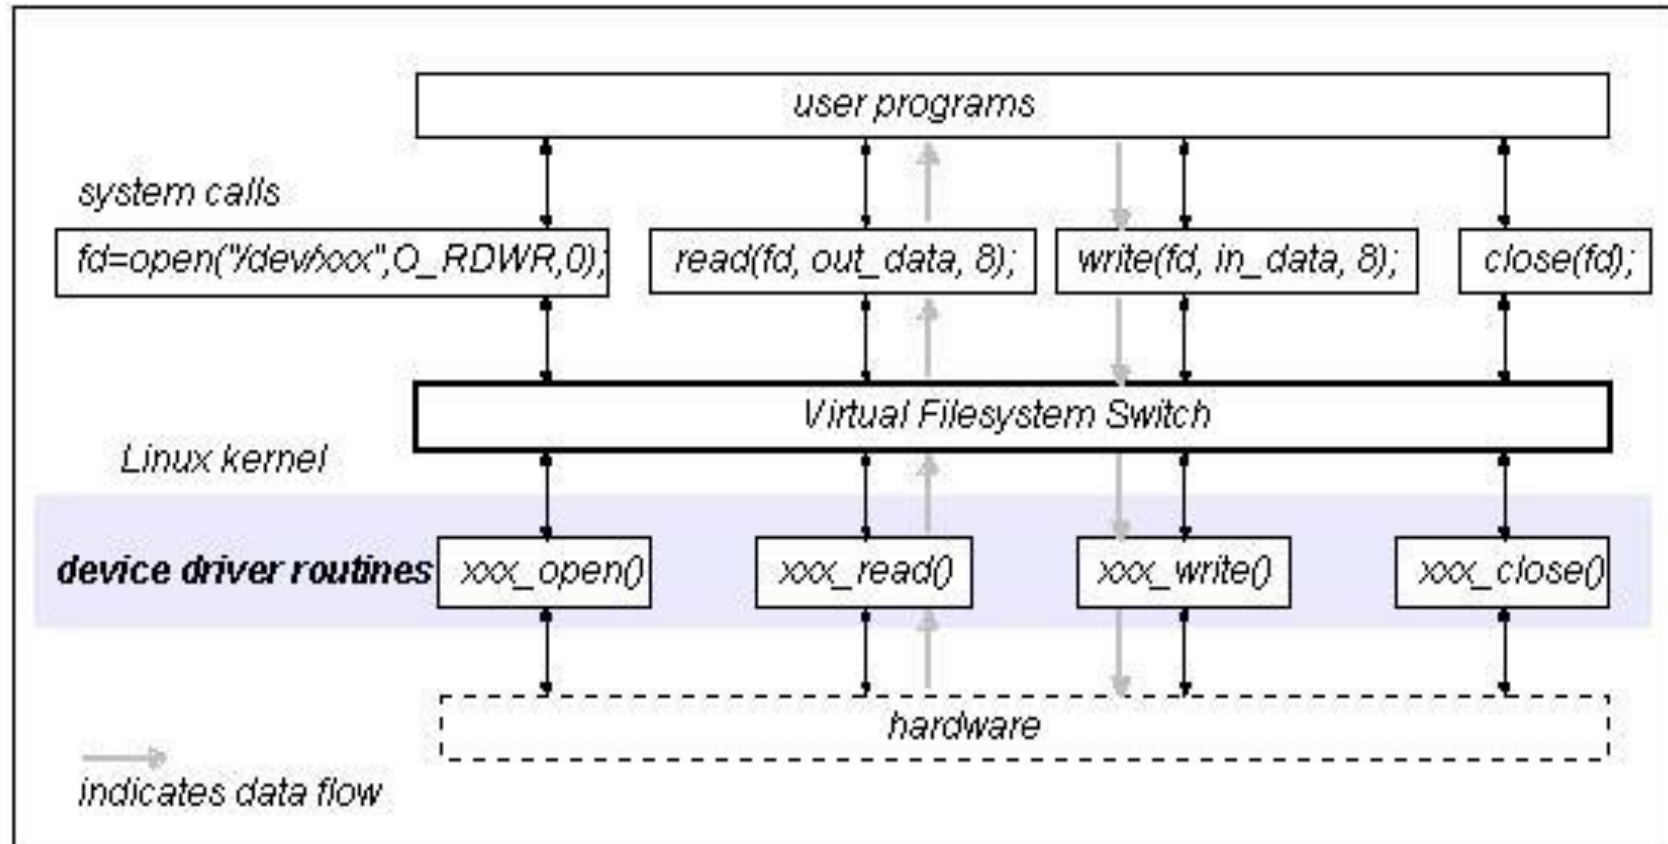 user programs
system calls
fd=open("/dev/xxx",O_RDWR,0);
read(fd, out_data, 8);
write(fd, in_data, 8);
close(fd);
Virtual Filesystem Switch
Linux kernel
device driver routines
xxx_open()
xxx_read()
xxx_write()
xxx_close()
hardware
indicates data flow